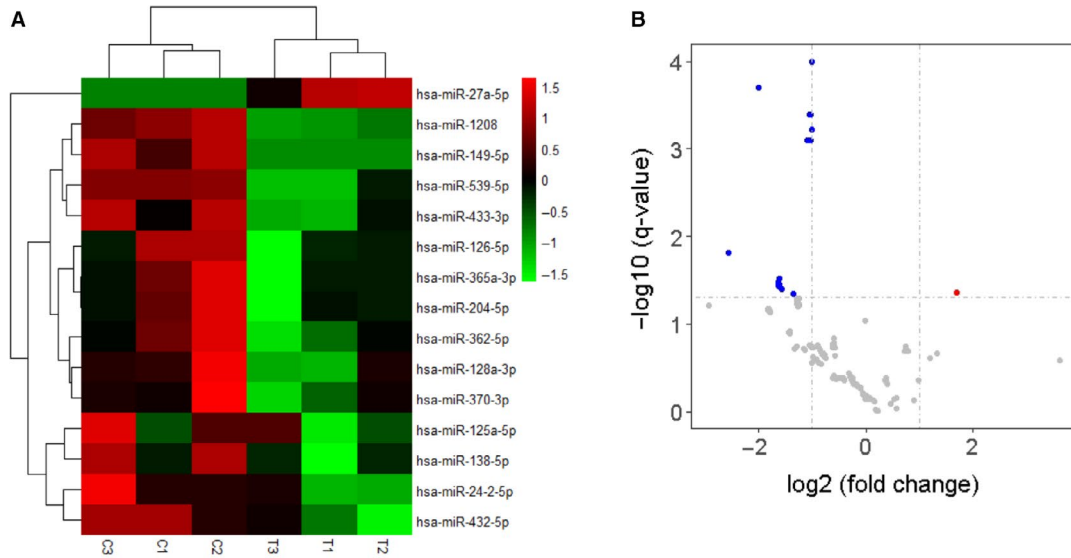 A
hsa-miR-27a-5p
hsa-miR-1208
hsa-miR-149-5p
hsa-miR-539-5p
hsa-miR-433-3p
hsa-miR-126-5p
hsa-miR-365a-3p
hsa-miR-204-5p
hsa-miR-362-5p
hsa-miR-128a-3p
hsa-miR-370-3p
hsa-miR-125a-5p
hsa-miR-138-5p
hsa-miR-24-2-5p
hsa-miR-432-5p
C3 C1 C2 T3 T1 T2
1.5
1
0.5
0
−0.5
−1
−1.5
B
−log10 (q-value)
4
3
2
1
0
−2 0 2
log2 (fold change)